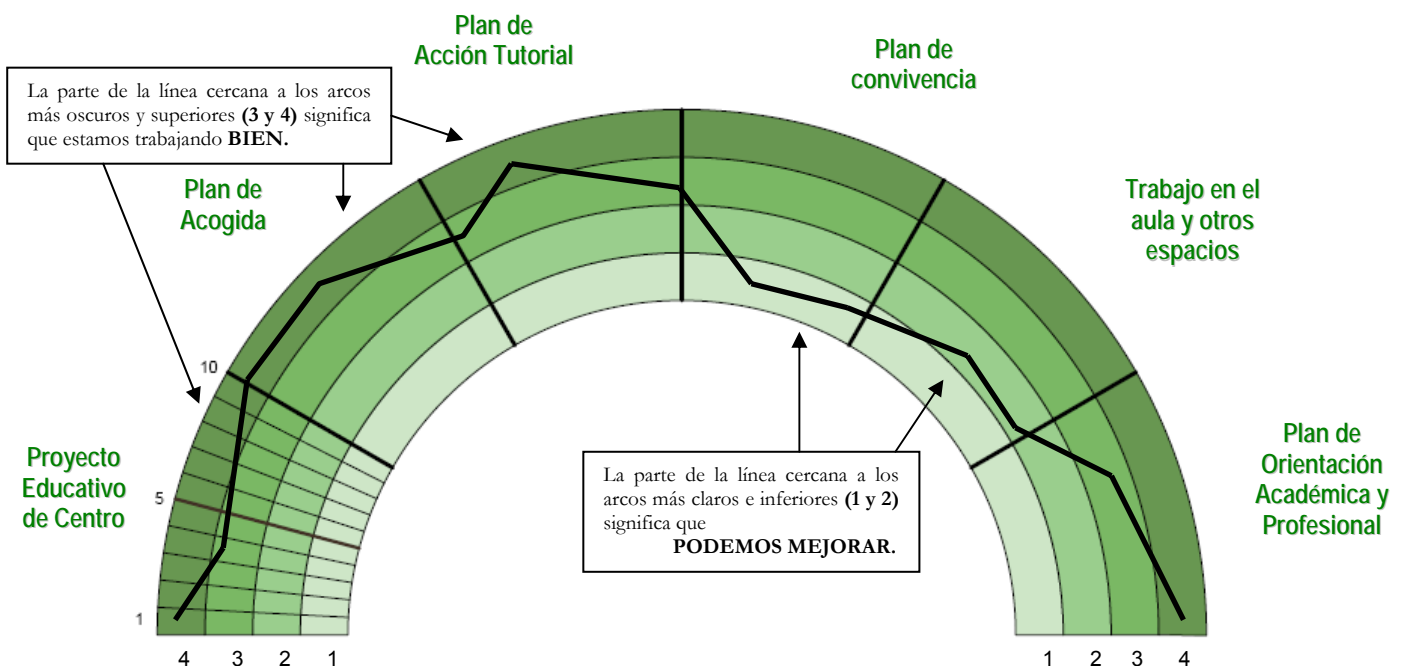 Plan de
Acción Tutorial
Plan de
convivencia
La parte de la línea cercana a los arcos
más oscuros y superiores (3 y 4) significa
que estamos trabajando BIEN.
Plan de
Acogida
Trabajo en el
aula y otros
espacios
10
Proyecto
Educativo
de Centro
5
Plan de
Orientación
Académica y
Profesional
La parte de la línea cercana a los
arcos más claros e inferiores (1 y 2)
significa que
PODEMOS MEJORAR.
1
4 3 2 1
1 2 3 4